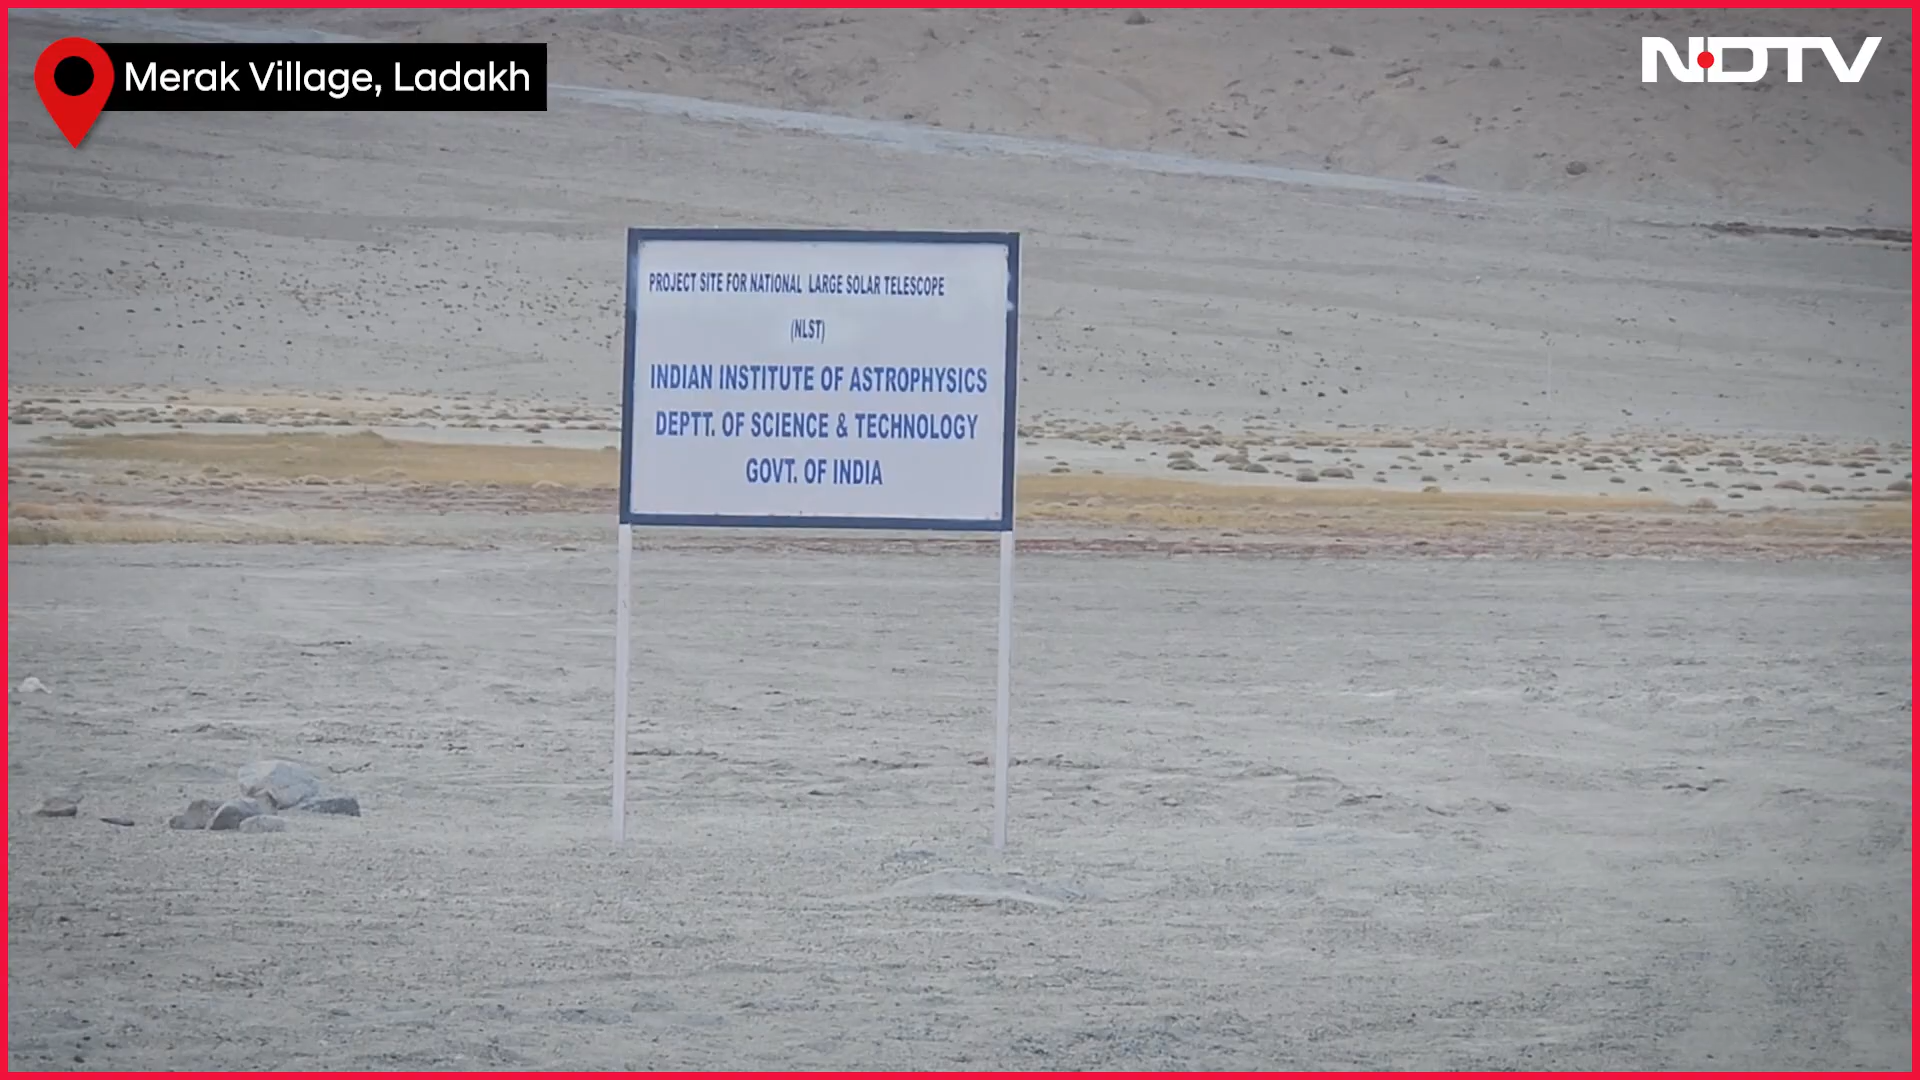 Merak Village, Ladakh
NDTV
PROJECT SITE FOR NATIONAL LARGE SOLAR TELESCOPE
(NLST)
INDIAN INSTITUTE OF ASTROPHYSICS
DEPTT. OF SCIENCE & TECHNOLOGY
GOVT. OF INDIA